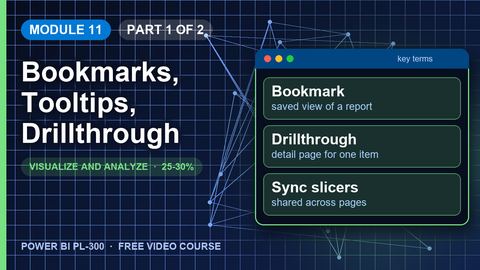 MODULE 11
PART 1 OF 2
Bookmarks,
Tooltips,
Drillthrough
VISUALIZE AND ANALYZE · 25-30%
POWER BI PL-300 · FREE VIDEO COURSE
key terms
Bookmark
saved view of a report
Drillthrough
detail page for one item
Sync slicers
shared across pages